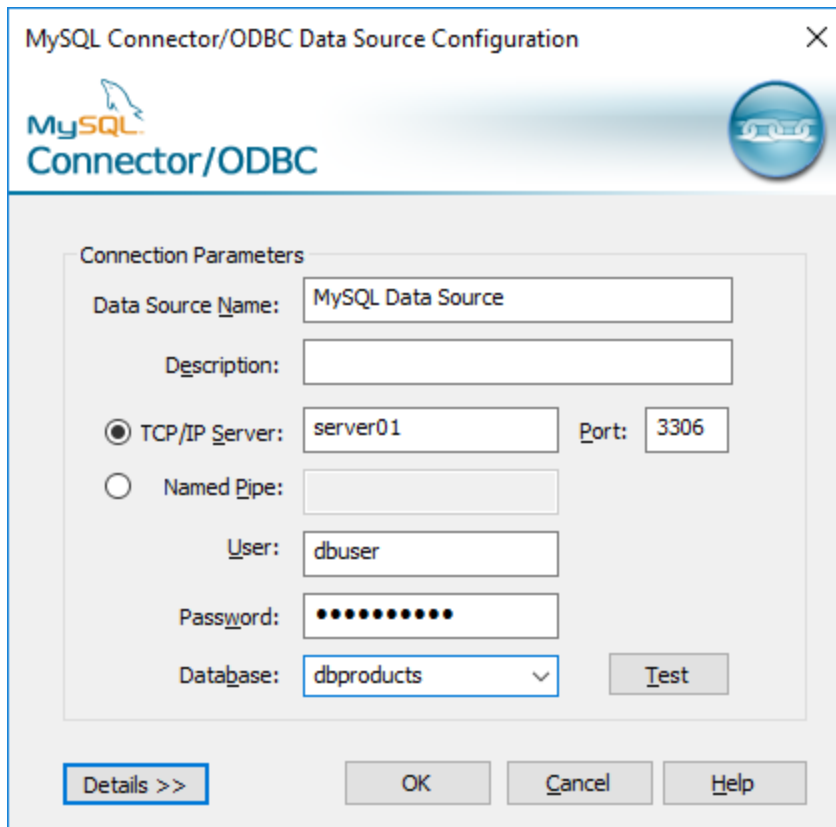 MySQL Connector/ODBC Data Source Configuration
MySQL
Connector/ODBC
Connection Parameters
Data Source Name: MySQL Data Source
Description:
TCP/IP Server: server01 Port: 3306
Named Pipe:
User: dbuser
Password: ••••••••••
Database: dbproducts Test
Details >> OK Cancel Help